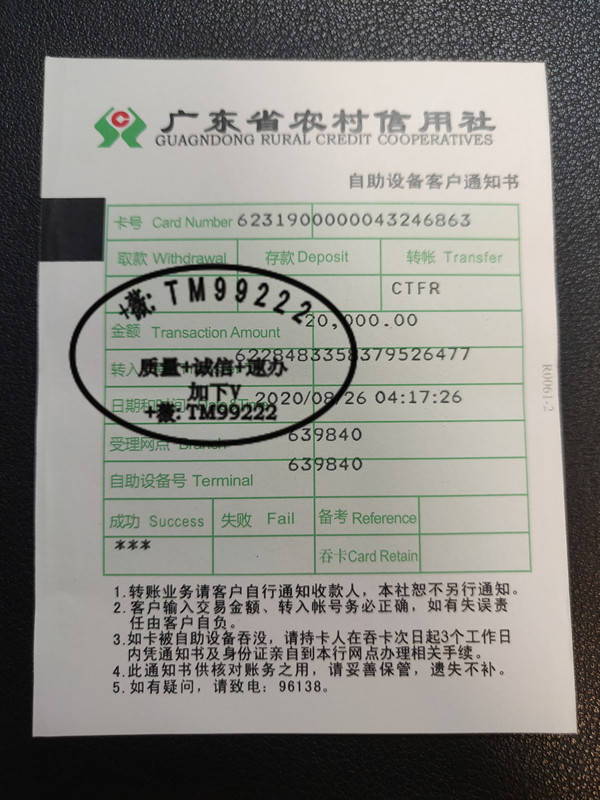 广东省农村信用社
GUAGNDONG RURAL CREDIT COOPERATIVES
自助设备客户通知书
卡号 Card Number 6231900000043246863
取款 Withdrawal 存款 Deposit 转帐 Transfer
CTFR
+薇: TM99222
金额 Transaction Amount 20,000.00
转入 6228483358379526477
质量+诚信+速办
加下V
日期和时间 2020/08/26 04:17:26
+薇: TM99222
受理网点 Branch 639840
自助设备号 Terminal 639840
成功 Success 失败 Fail 备考 Reference
*** 吞卡Card Retain
R0061-2
1.转账业务请客户自行通知收款人,本社恕不另行通知。
2.客户输入交易金额、转入帐号务必正确,如有失误责
任由客户自负。
3.如卡被自助设备吞没,请持卡人在吞卡次日起3个工作日
内凭通知书及身份证亲自到本行网点办理相关手续。
4.此通知书供核对账务之用,请妥善保管,遗失不补。
5.如有疑问,请致电:96138。